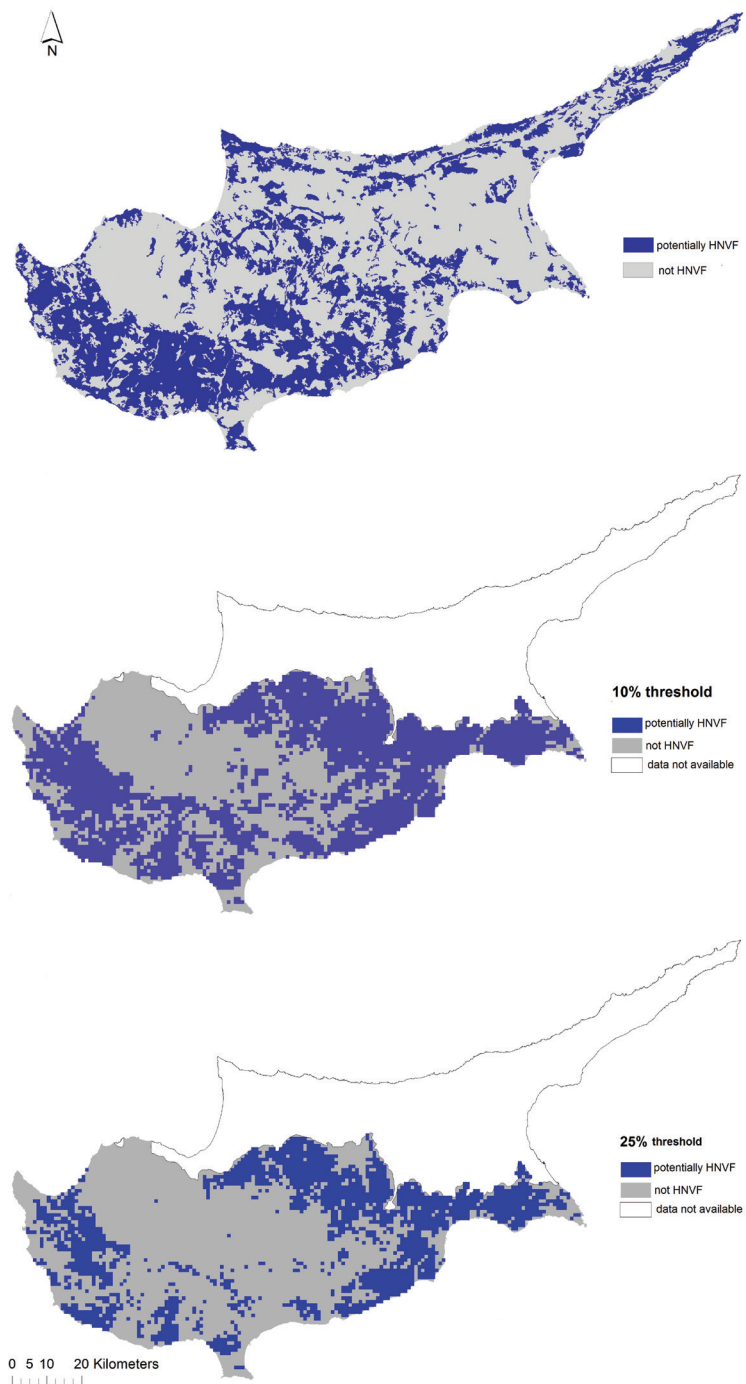 N
potentially HNVF
not HNVF
10% threshold
potentially HNVF
not HNVF
data not available
25% threshold
potentially HNVF
not HNVF
data not available
0 5 10 20 Kilometers